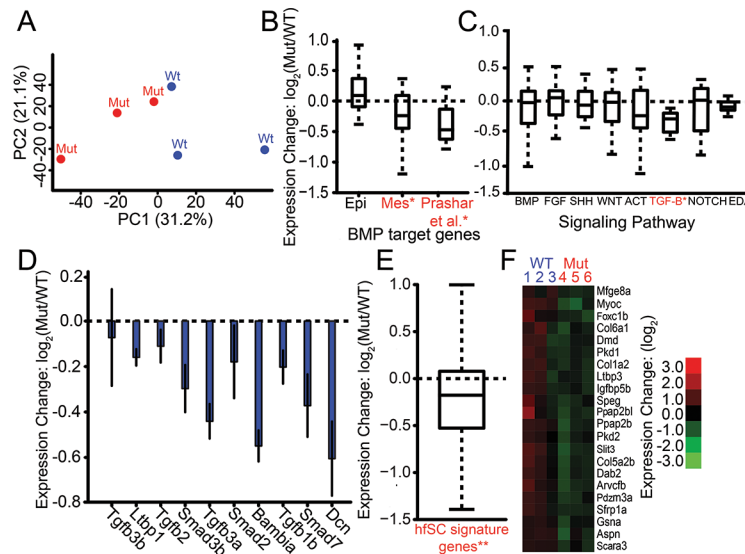 A
PC2 (21.1%)
-40 -20 0 20 40
Mut
Mut
Mut
Wt
Wt
Wt
-40 -20 0 20 40
PC1 (31.2%)
B
Expression Change: log2(Mut/WT)
1.0
0.5
0.0
-0.5
-1.0
-1.5
Epi Mes* Prashar et al.*
BMP target genes
C
1.0
0.5
0.0
-0.5
-1.0
-1.5
BMP FGF SHH WNT ACT TGF-B* NOTCH EDA
Signaling Pathway
D
Expression Change: log2(Mut/WT)
0.2
0.0
-0.2
-0.4
-0.6
-0.8
Tgfb3b Ltbp1 Tgfb2 Smad3b Tgfb3a Smad2 Bambia Tgfb1b Smad7 Dcn
E
Expression Change: log2(Mut/WT)
1.0
0.5
0.0
-0.5
-1.0
-1.5
hfSC signature
genes**
F
WT Mut
1 2 3 4 5 6
Mfge8a
Myoc
Foxc1b
Col6a1
Dmd
Pkd1
Col1a2
Ltbp3
Igfbp5b
Speg
Ppap2bl
Ppap2b
Pkd2
Slit3
Col5a2b
Dab2
Arvcfb
Pdzm3a
Sfrp1a
Gsna
Aspn
Scara3
Expression Change: (log2)
3.0
2.0
1.0
0.0
-1.0
-2.0
-3.0